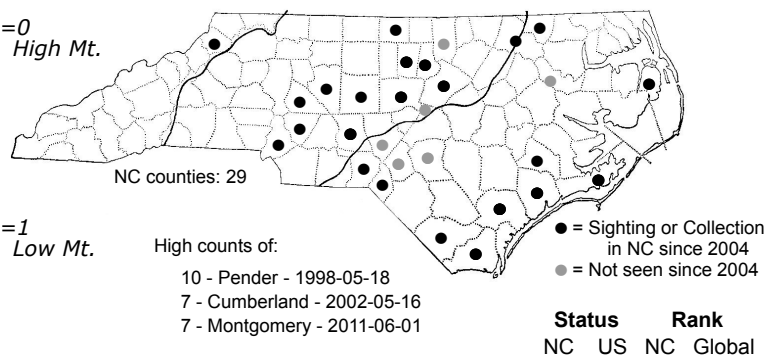 =0
High Mt.
NC counties: 29
=1
Low Mt.
High counts of:
10 - Pender - 1998-05-18
7 - Cumberland - 2002-05-16
7 - Montgomery - 2011-06-01
● = Sighting or Collection
in NC since 2004
● = Not seen since 2004
Status Rank
NC US NC Global